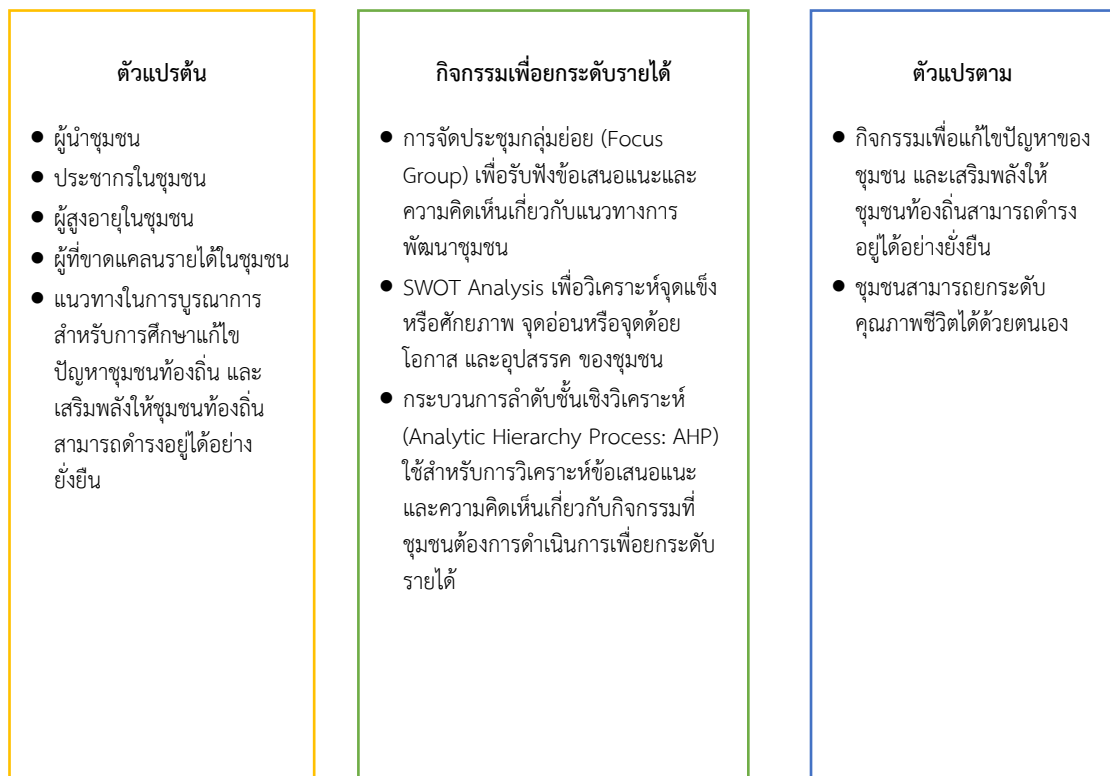 ตัวแปรต้น
● ผู้นำชุมชน
● ประชากรในชุมชน
● ผู้สูงอายุในชุมชน
● ผู้ที่ขาดแคลนรายได้ในชุมชน
● แนวทางในการบูรณาการ
สำหรับการศึกษาแก้ไข
ปัญหาชุมชนท้องถิ่น และ
เสริมพลังให้ชุมชนท้องถิ่น
สามารถดำรงอยู่ได้อย่าง
ยั่งยืน
กิจกรรมเพื่อยกระดับรายได้
● การจัดประชุมกลุ่มย่อย (Focus
Group) เพื่อรับฟังข้อเสนอแนะและ
ความคิดเห็นเกี่ยวกับแนวทางการ
พัฒนาชุมชน
● SWOT Analysis เพื่อวิเคราะห์จุดแข็ง
หรือศักยภาพ จุดอ่อนหรือจุดด้อย
โอกาส และอุปสรรค ของชุมชน
● กระบวนการลำดับชั้นเชิงวิเคราะห์
(Analytic Hierarchy Process: AHP)
ใช้สำหรับการวิเคราะห์ข้อเสนอแนะ
และความคิดเห็นเกี่ยวกับกิจกรรมที่
ชุมชนต้องการดำเนินการเพื่อยกระดับ
รายได้
ตัวแปรตาม
● กิจกรรมเพื่อแก้ไขปัญหาของ
ชุมชน และเสริมพลังให้
ชุมชนท้องถิ่นสามารถดำรง
อยู่ได้อย่างยั่งยืน
● ชุมชนสามารถยกระดับ
คุณภาพชีวิตได้ด้วยตนเอง